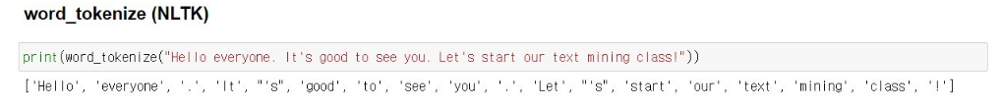 word_tokenize (NLTK)
print(word_tokenize("Hello everyone. It's good to see you. Let's start our text mining class!"))
['Hello', 'everyone', '.', 'It', "'s", 'good', 'to', 'see', 'you', '.', 'Let', "'s", 'start', 'our', 'text', 'mining', 'class', '!']